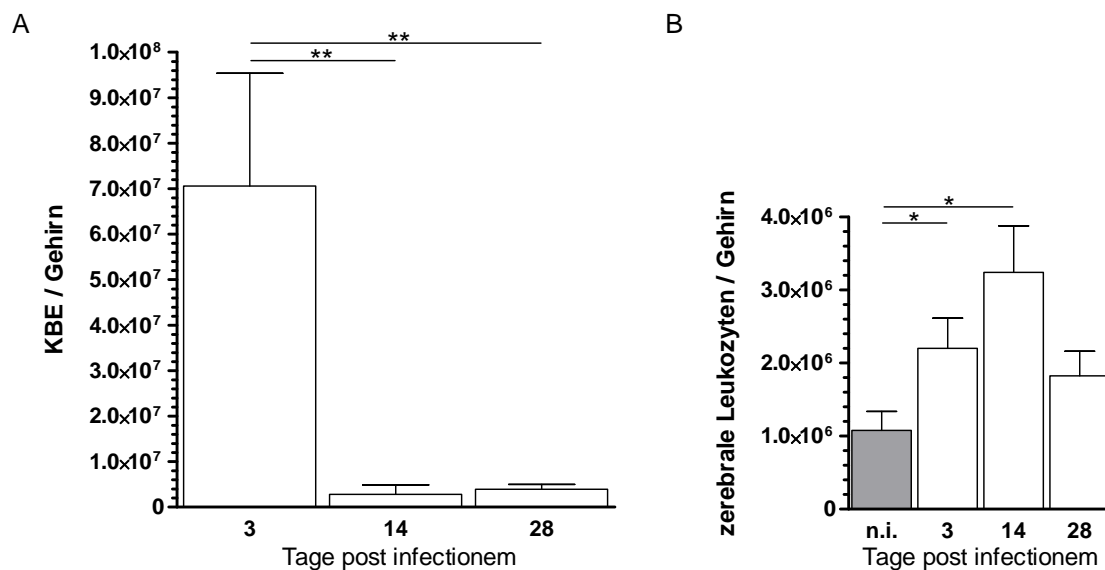 A
**
**
1.0×10⁸
9.0×10⁷
8.0×10⁷
7.0×10⁷
6.0×10⁷
5.0×10⁷
4.0×10⁷
3.0×10⁷
2.0×10⁷
1.0×10⁷
0
KBE / Gehirn
3 14 28
Tage post infectionem
B
*
*
4.0×10⁶
3.0×10⁶
2.0×10⁶
1.0×10⁶
0
zerebrale Leukozyten / Gehirn
n.i. 3 14 28
Tage post infectionem